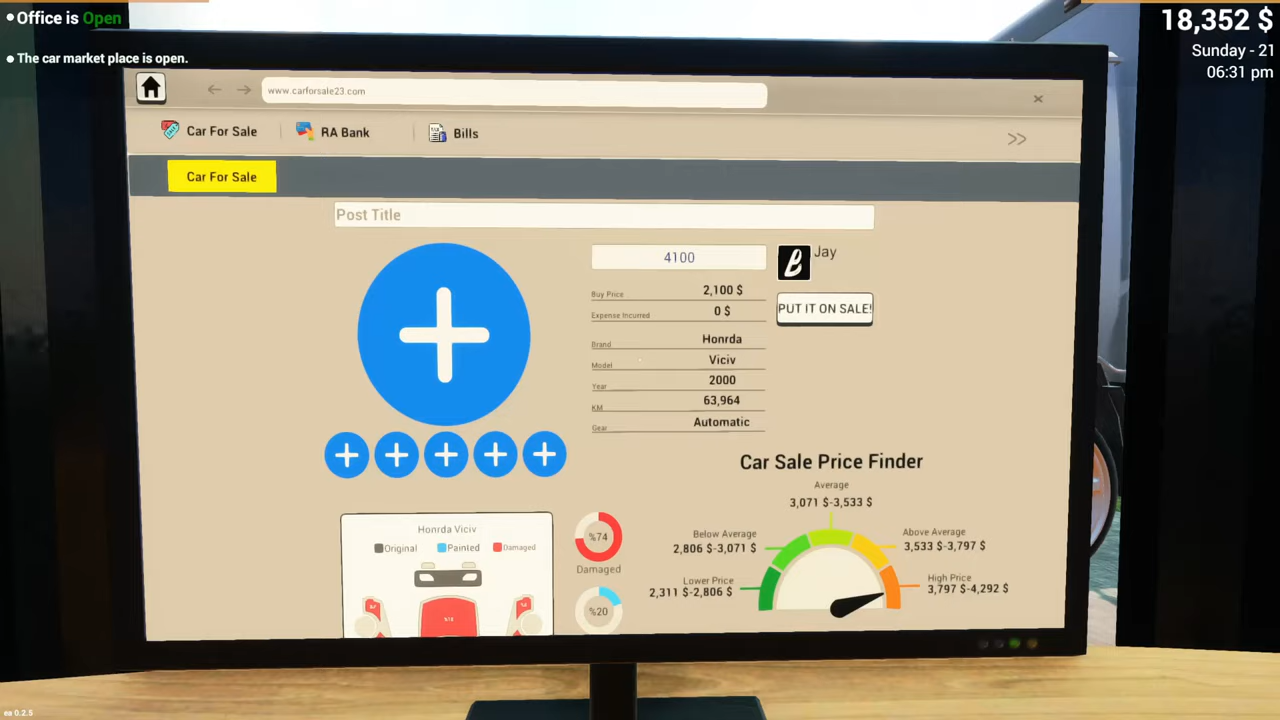 Office is Open
The car market place is open.
18,352 $
Sunday - 21
06:31 pm
www.carforsale23.com
Car For Sale
RA Bank
Bills
>>
Car For Sale
Post Title
4100
Jay
Buy Price 2,100 $
Expense Incurred 0 $
PUT IT ON SALE!
Brand Honrda
Model Viciv
Year 2000
KM 63,964
Gear Automatic
Car Sale Price Finder
Average
3,071 $-3,533 $
Below Average
2,806 $-3,071 $
Above Average
3,533 $-3,797 $
Lower Price
2,311 $-2,806 $
High Price
3,797 $-4,292 $
Honrda Viciv
Original Painted Damaged
%74
Damaged
%20
ea 0.2.5